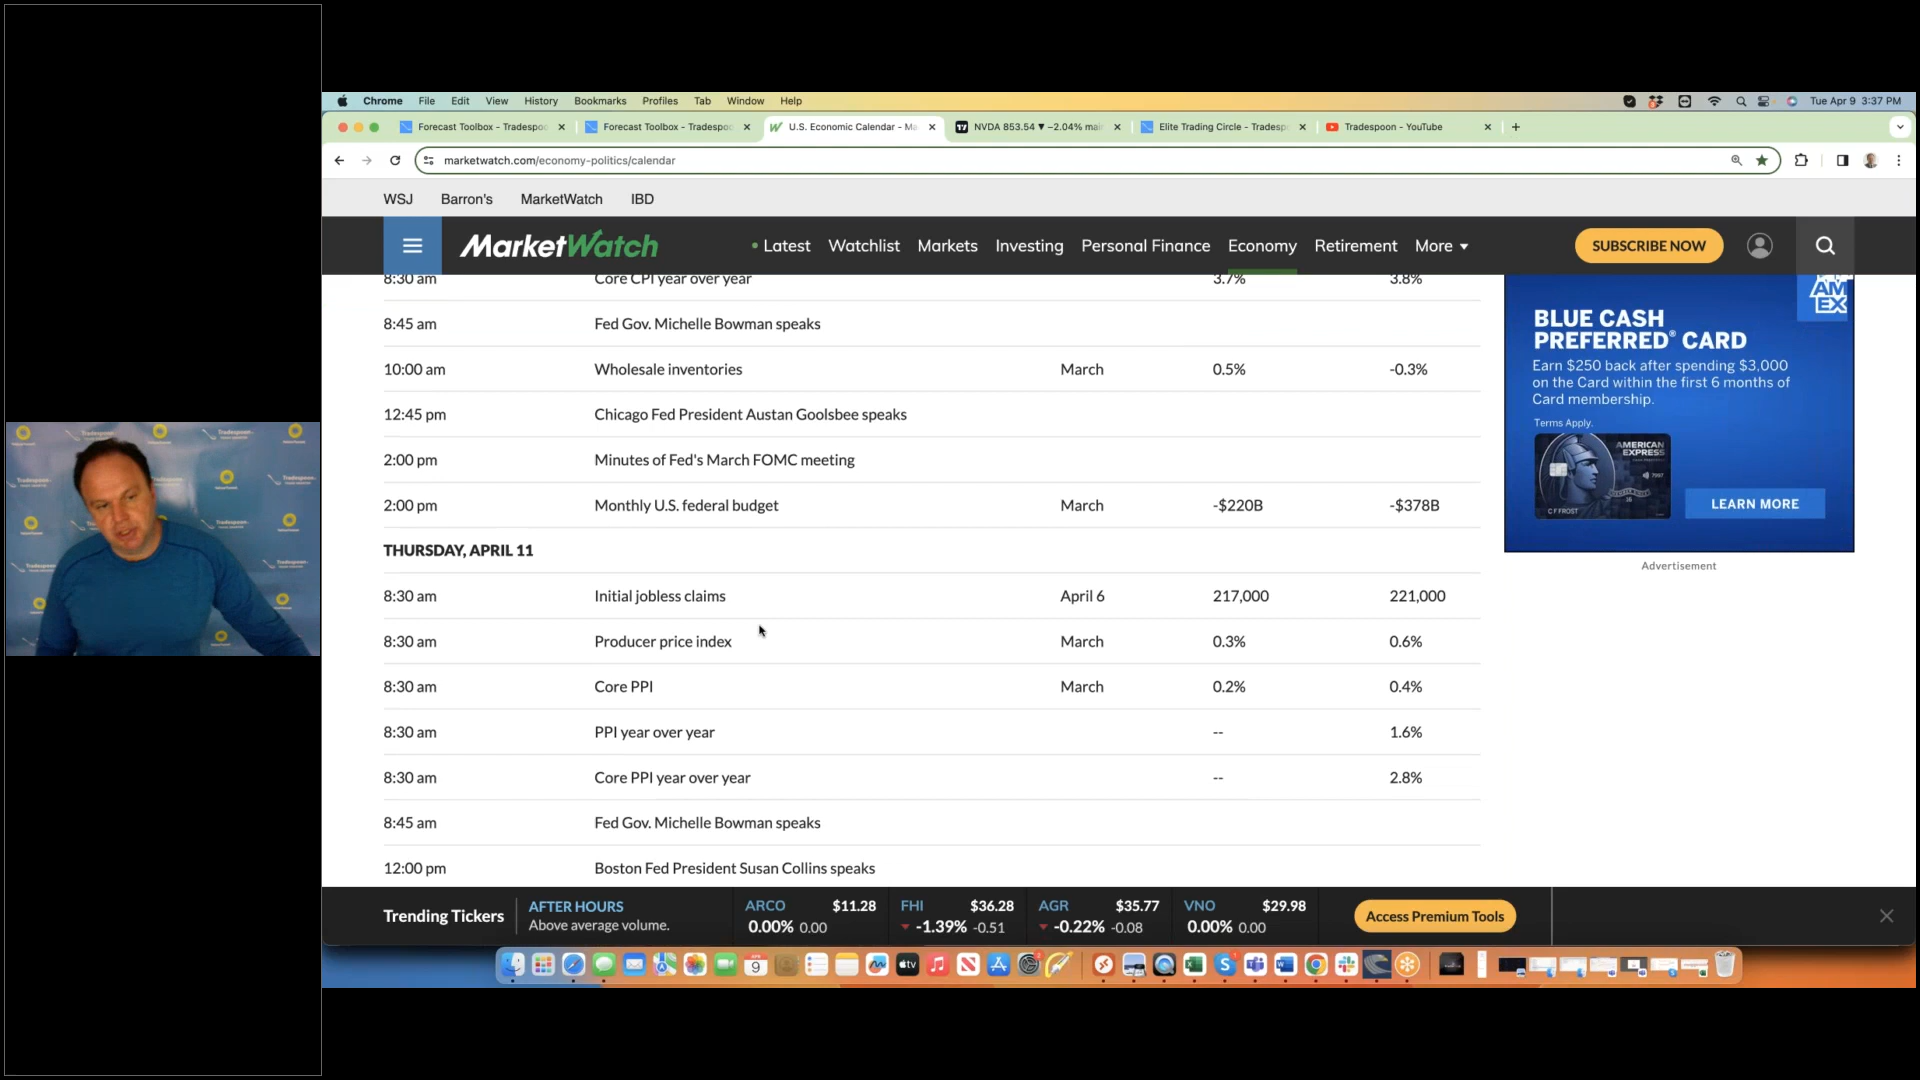 Chrome File Edit View History Bookmarks Profiles Tab Window Help Tue Apr 9 3:37 PM
Forecast Toolbox - Tradespoo Forecast Toolbox - Tradespoo U.S. Economic Calendar - Ma NVDA 853.54 ▼ −2.04% mai Elite Trading Circle - Tradesp Tradespoon - YouTube
marketwatch.com/economy-politics/calendar
WSJ Barron's MarketWatch IBD
MarketWatch Latest Watchlist Markets Investing Personal Finance Economy Retirement More SUBSCRIBE NOW
8:30 am Core CPI year over year 3.7% 3.8%
8:45 am Fed Gov. Michelle Bowman speaks
10:00 am Wholesale inventories March 0.5% -0.3%
12:45 pm Chicago Fed President Austan Goolsbee speaks
2:00 pm Minutes of Fed's March FOMC meeting
2:00 pm Monthly U.S. federal budget March -$220B -$378B
THURSDAY, APRIL 11
8:30 am Initial jobless claims April 6 217,000 221,000
8:30 am Producer price index March 0.3% 0.6%
8:30 am Core PPI March 0.2% 0.4%
8:30 am PPI year over year -- 1.6%
8:30 am Core PPI year over year -- 2.8%
8:45 am Fed Gov. Michelle Bowman speaks
12:00 pm Boston Fed President Susan Collins speaks
AM
EX
BLUE CASH
PREFERRED® CARD
Earn $250 back after spending $3,000
on the Card within the first 6 months of
Card membership.
Terms Apply.
AMERICAN
EXPRESS
C F FROST
LEARN MORE
Advertisement
Trending Tickers
AFTER HOURS
Above average volume.
ARCO $11.28
0.00% 0.00
FHI $36.28
-1.39% -0.51
AGR $35.77
-0.22% -0.08
VNO $29.98
0.00% 0.00
Access Premium Tools
APR
9
tv
Tradespoon
Tradespoon
Tradespoon
Tradespoon